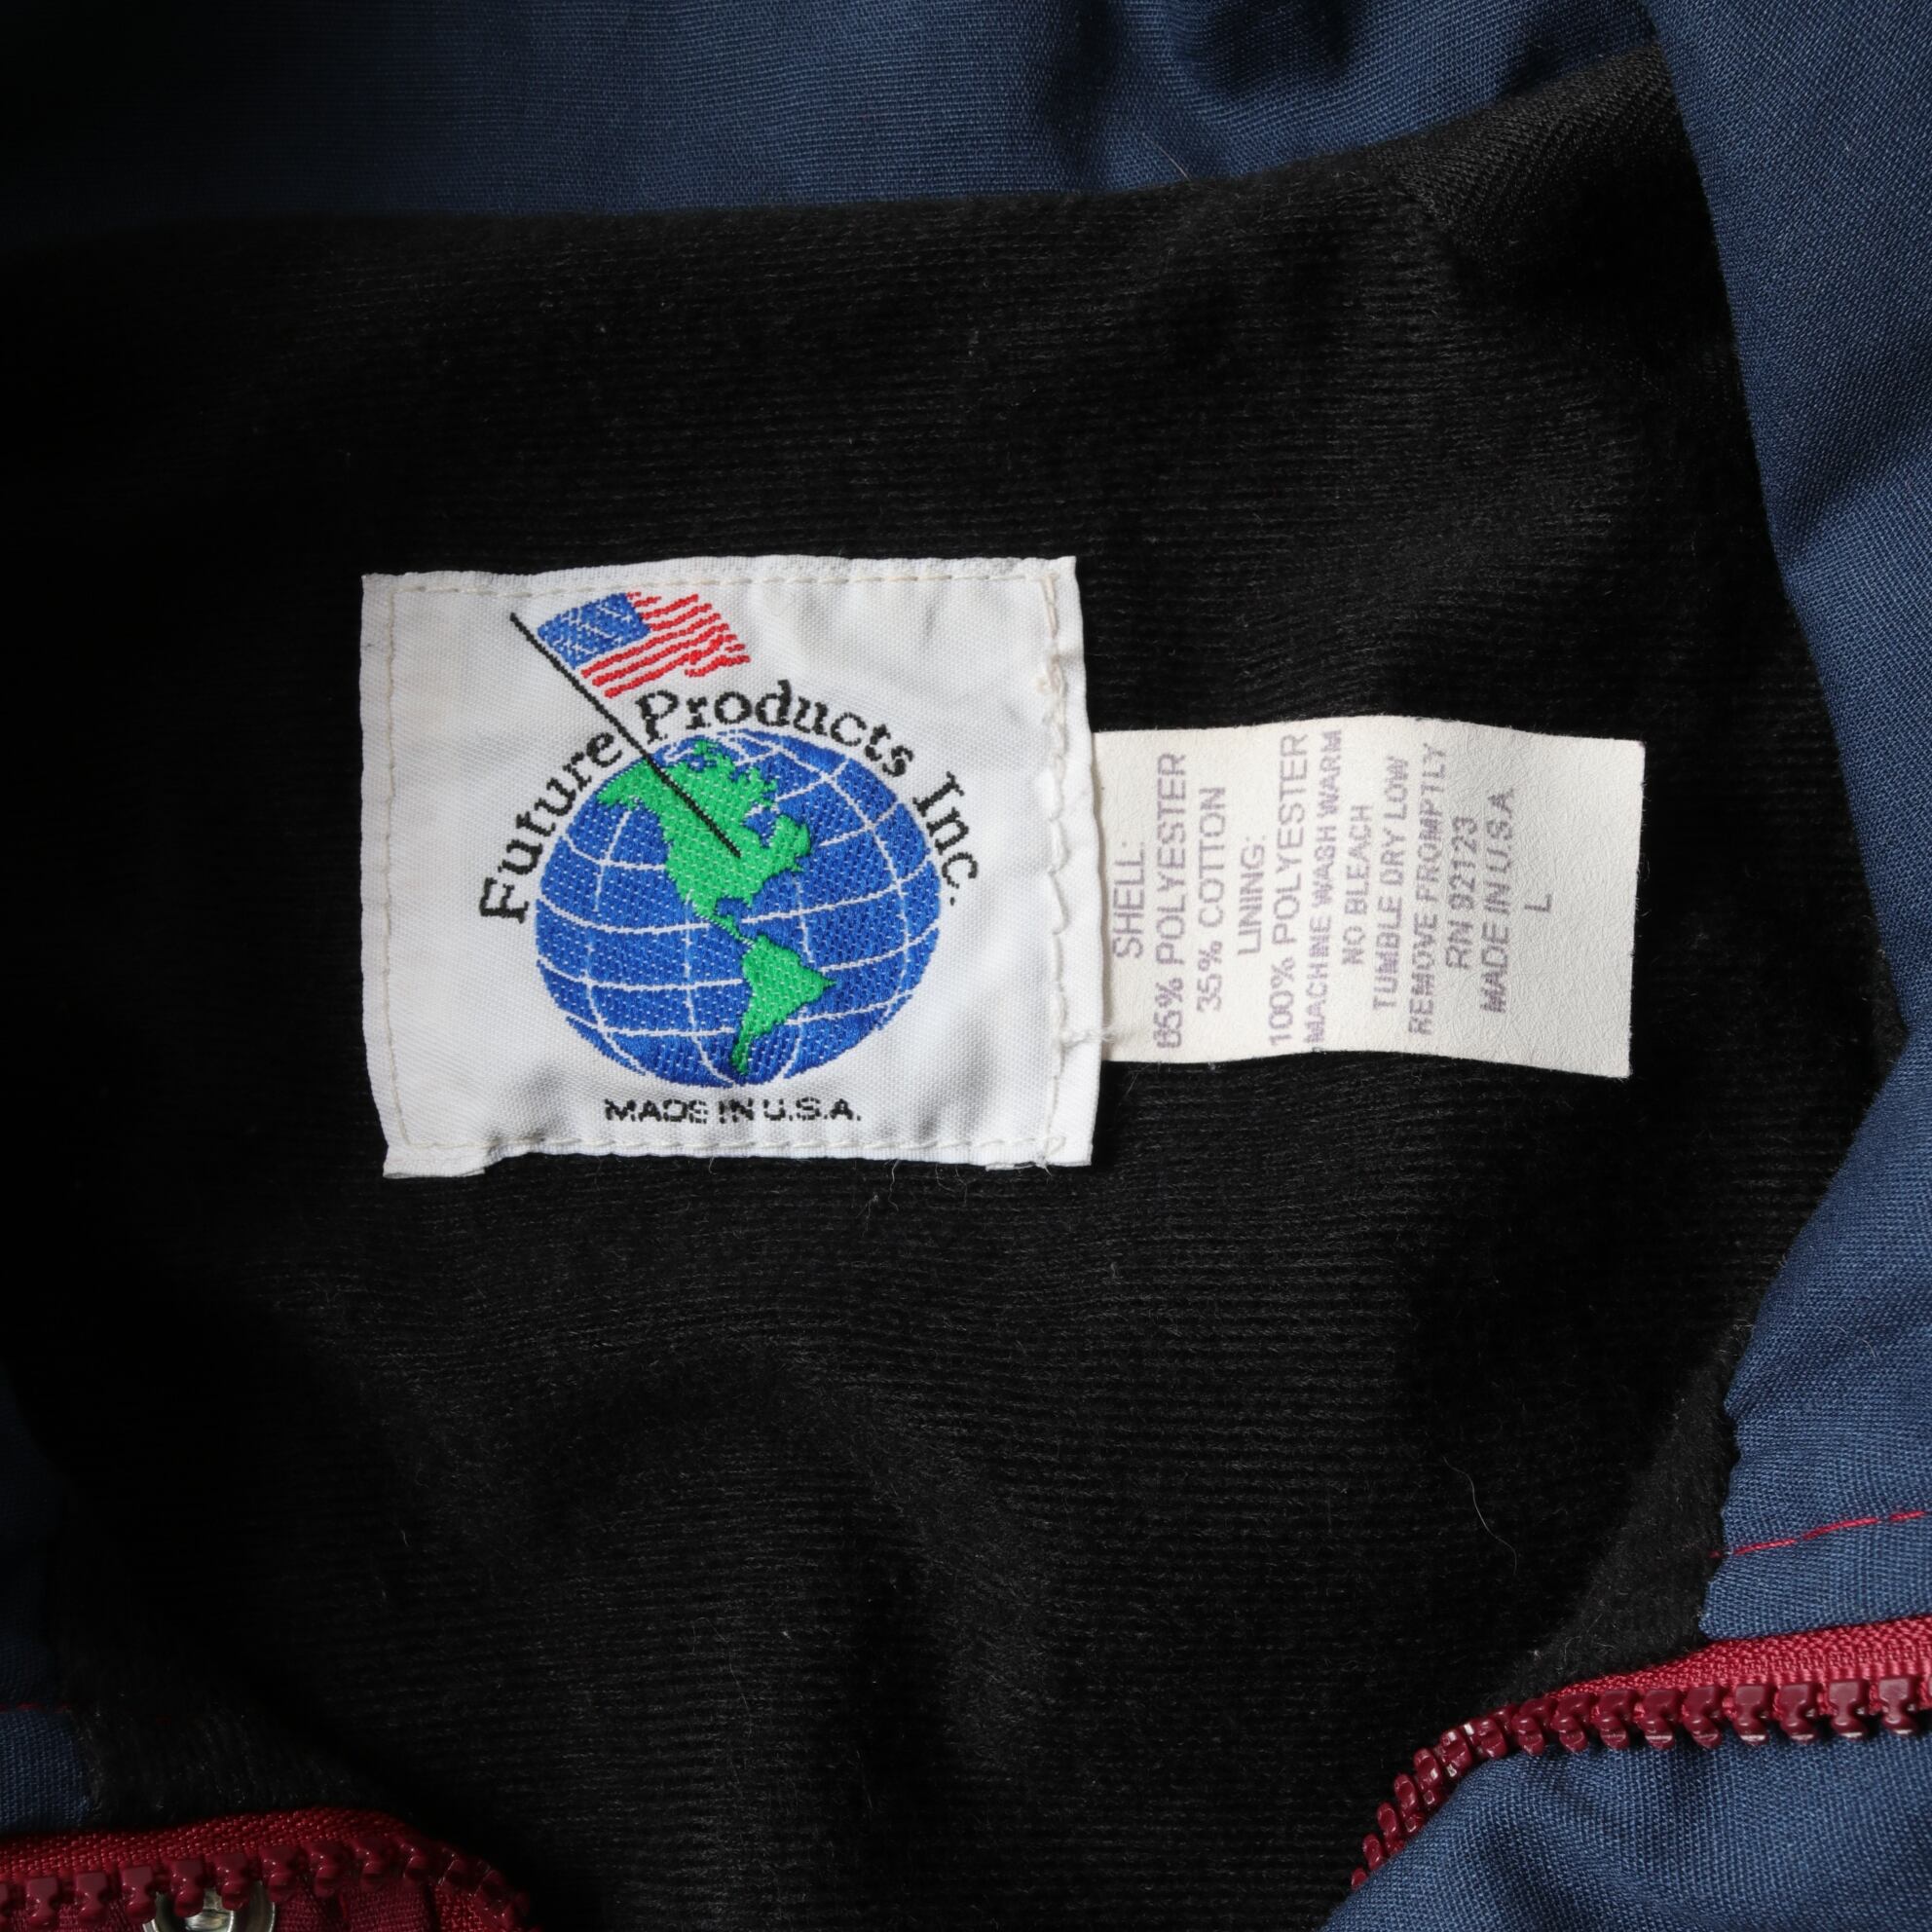 Future Products Inc.
MADE IN U.S.A.
SHELL:
65% POLYESTER
35% COTTON
LINING:
100% POLYESTER
MACHINE WASH WARM
NO BLEACH
TUMBLE DRY LOW
REMOVE PROMPTLY
RN 92123
MADE IN U.S.A.
L